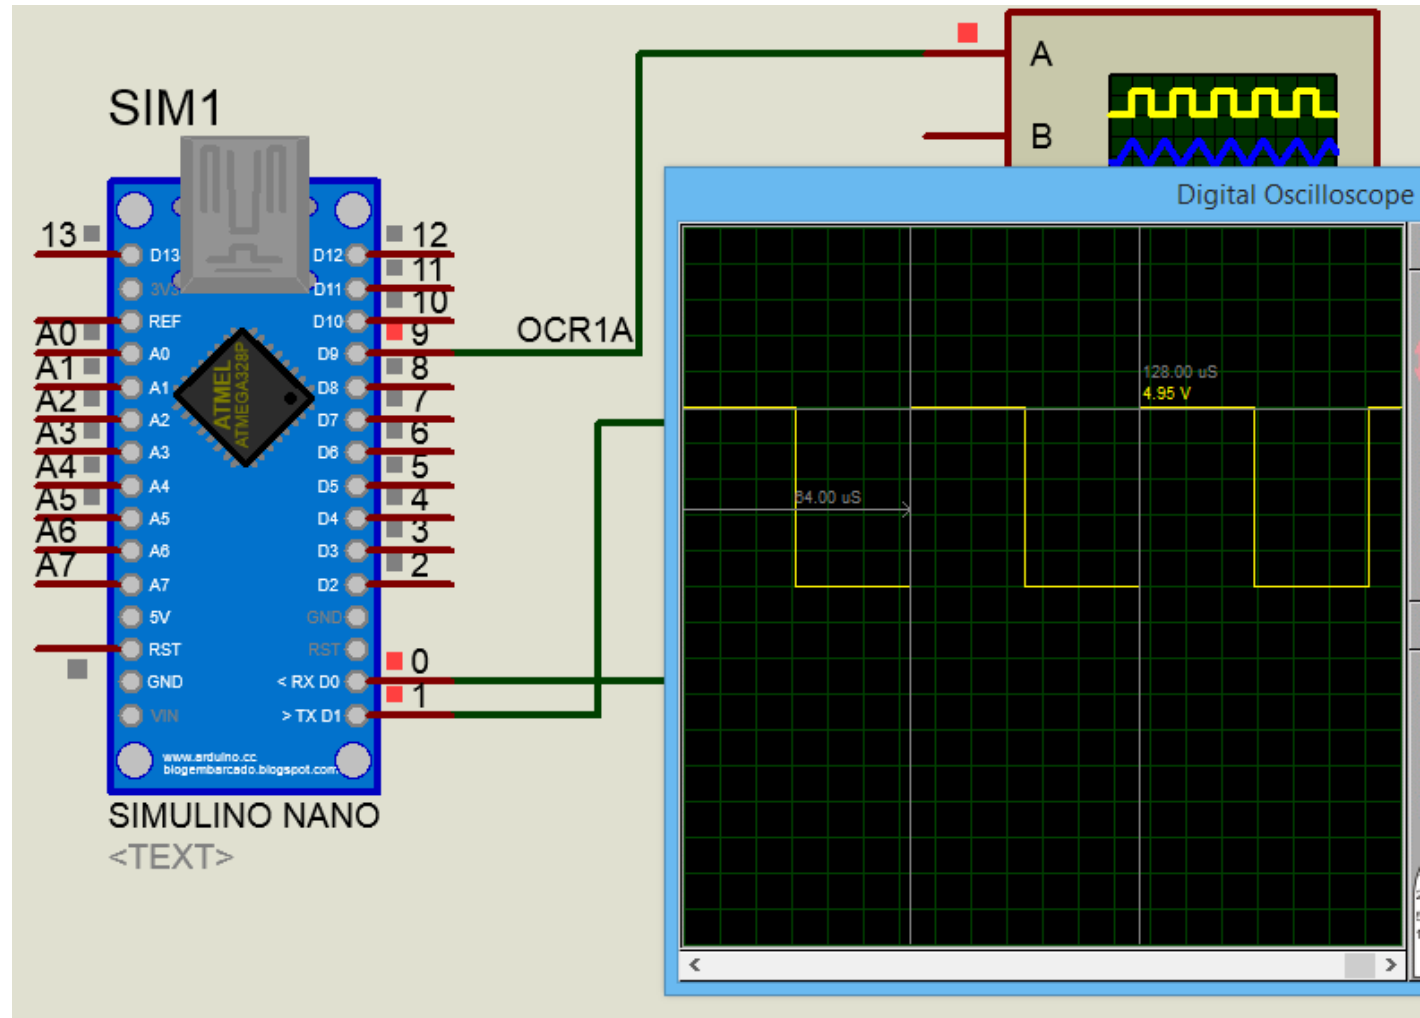 SIM1
A
B
Digital Oscilloscope
13
12
11
10
9
8
7
6
5
4
3
2
0
1
A0
A1
A2
A3
A4
A5
A6
A7
D13
3V3
REF
A0
A1
A2
A3
A4
A5
A6
A7
5V
RST
GND
VIN
D12
D11
D10
D9
D8
D7
D6
D5
D4
D3
D2
GND
RST
< RX D0
> TX D1
ATMEL
ATMEGA328P
OCR1A
128.00 uS
4.95 V
64.00 uS
www.arduino.cc
blogembarcado.blogspot.com
SIMULINO NANO
<TEXT>